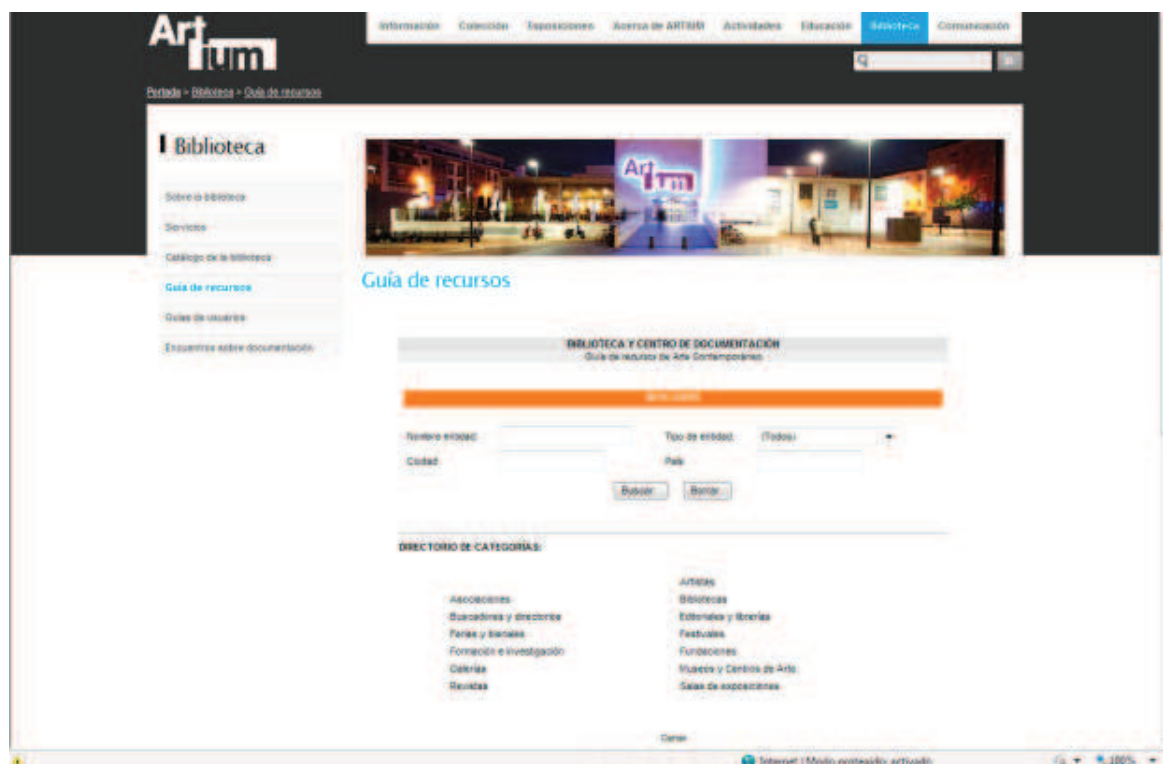 Artium
Información Colección Exposiciones Acerca de ARTIUM Actividades Educación Biblioteca Comunicación
Portada > Biblioteca > Guía de recursos
Biblioteca
Artium
Sobre la biblioteca
Servicios
Catálogo de la biblioteca
Guía de recursos
Guías de usuarios
Encuentros sobre documentación
Guía de recursos
BIBLIOTECA Y CENTRO DE DOCUMENTACIÓN
Guía de recursos de Arte Contemporáneo
Nombre entidad: Tipo de entidad: (Todos)
Ciudad: País:
Buscar Borrar
DIRECTORIO DE CATEGORÍAS:
Artistas
Asociaciones Bibliotecas
Buscadores y directorios Editoriales y librerías
Ferias y bienales Festivales
Formación e investigación Fundaciones
Galerías Museos y Centros de Arte
Revistas Salas de exposiciones
Cerrar
Internet | Modo protegido: activado 100%